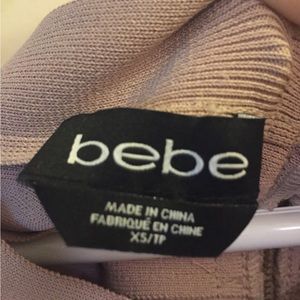 bebe
MADE IN CHINA
FABRIQUÉ EN CHINE
XS/TP